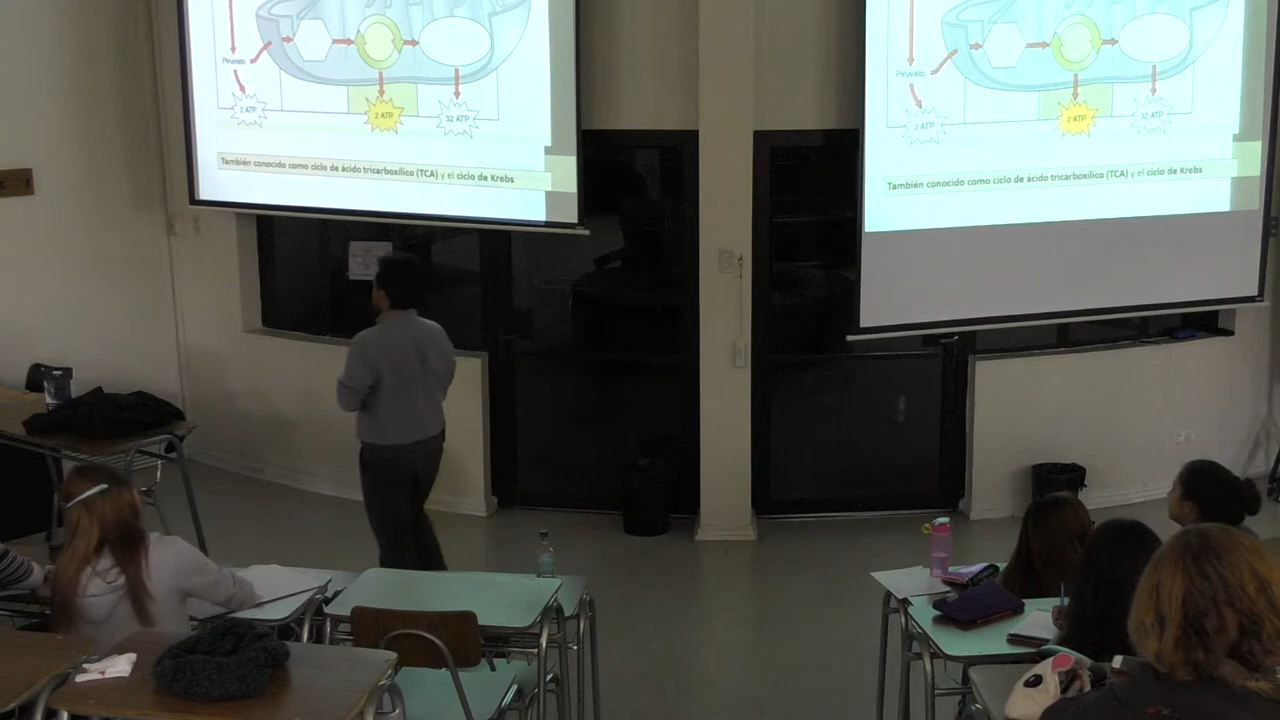 Piruvato
2 ATP
2 ATP
32 ATP
También conocido como ciclo de ácido tricarboxílico (TCA) y el ciclo de Krebs
Piruvato
2 ATP
2 ATP
32 ATP
También conocido como ciclo de ácido tricarboxílico (TCA) y el ciclo de Krebs